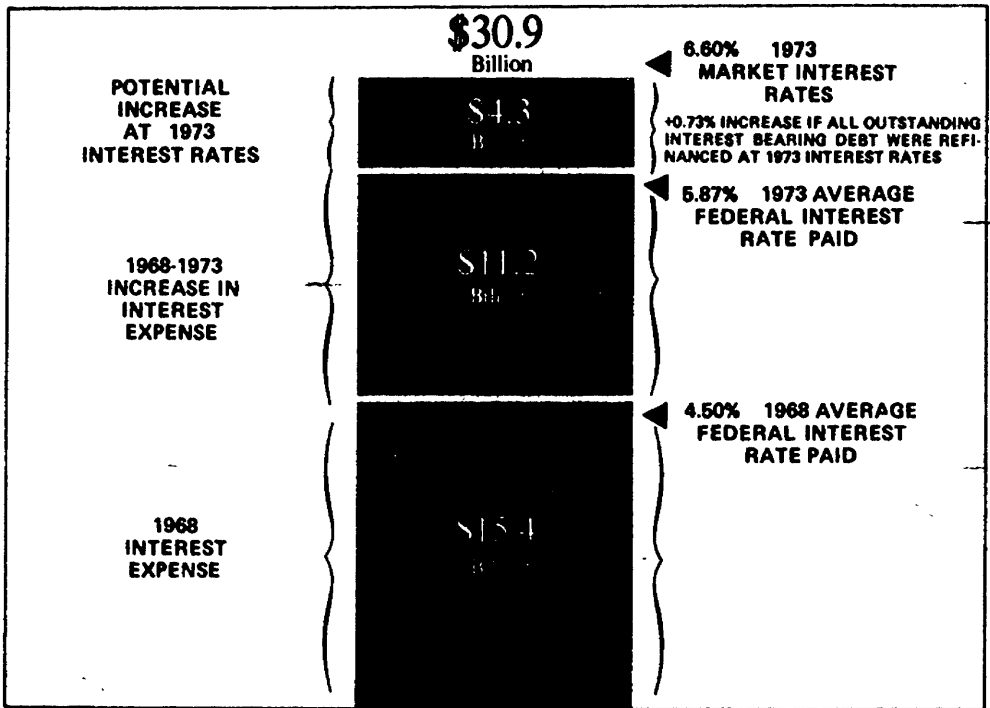 $30.9
Billion
POTENTIAL
INCREASE
AT 1973
INTEREST RATES
$4.3
6.60% 1973
MARKET INTEREST
RATES
+0.73% INCREASE IF ALL OUTSTANDING
INTEREST BEARING DEBT WERE REFI-
NANCED AT 1973 INTEREST RATES
5.87% 1973 AVERAGE
FEDERAL INTEREST
RATE PAID
1968-1973
INCREASE IN
INTEREST
EXPENSE
$11.2
4.50% 1968 AVERAGE
FEDERAL INTEREST
RATE PAID
1968
INTEREST
EXPENSE
$15.4